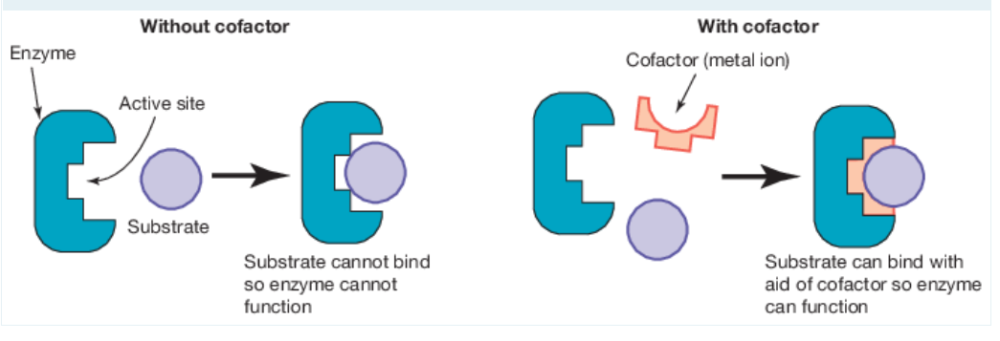 Without cofactor
Enzyme
Active site
Substrate
Substrate cannot bind
so enzyme cannot
function
With cofactor
Cofactor (metal ion)
Substrate can bind with
aid of cofactor so enzyme
can function